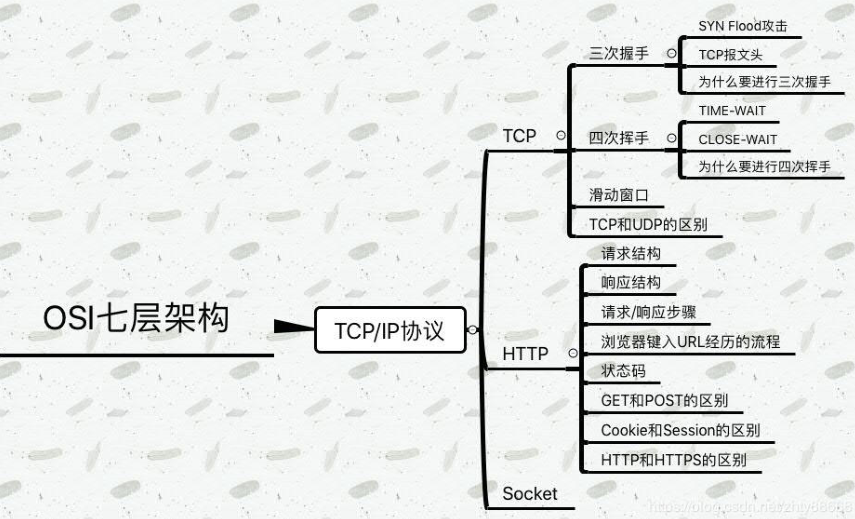 OSI七层架构
TCP/IP协议
TCP
三次握手
SYN Flood攻击
TCP报文头
为什么要进行三次握手
四次挥手
TIME-WAIT
CLOSE-WAIT
为什么要进行四次挥手
滑动窗口
TCP和UDP的区别
HTTP
请求结构
响应结构
请求/响应步骤
浏览器键入URL经历的流程
状态码
GET和POST的区别
Cookie和Session的区别
HTTP和HTTPS的区别
Socket